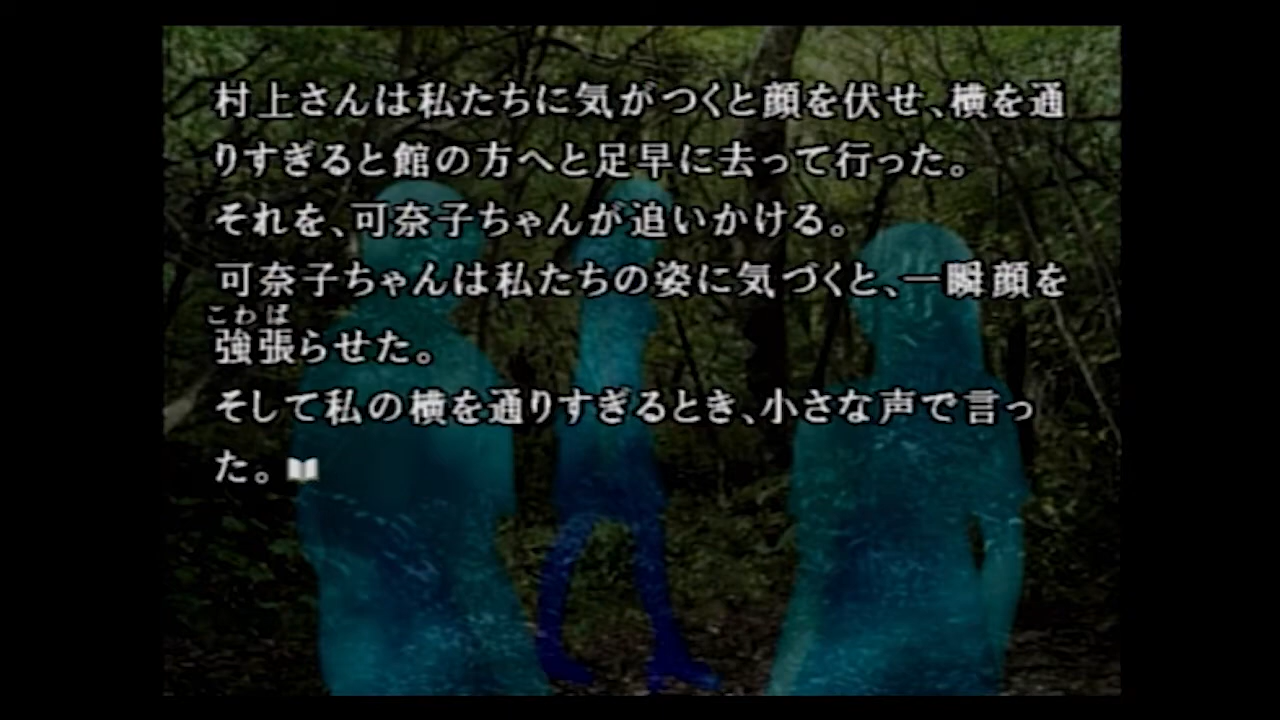 村上さんは私たちに気がつくと顔を伏せ、横を通
りすぎると館の方へと足早に去って行った。
それを、可奈子ちゃんが追いかける。
可奈子ちゃんは私たちの姿に気づくと、一瞬顔を
こわば
強張らせた。
そして私の横を通りすぎるとき、小さな声で言っ
た。